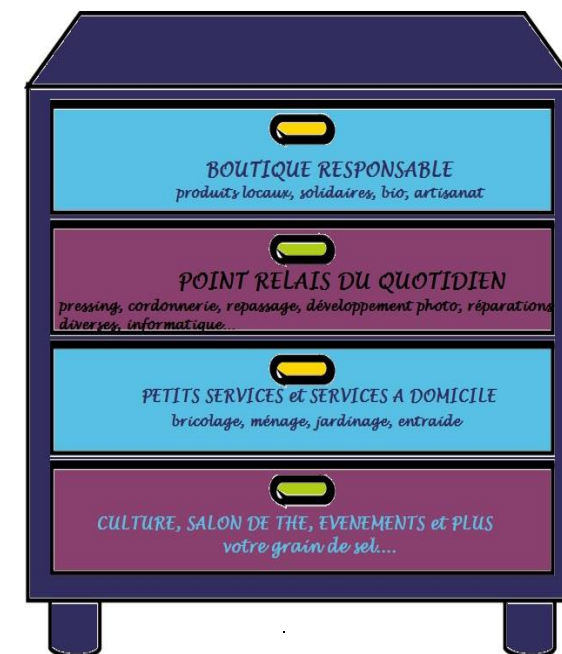 BOUTIQUE RESPONSABLE
produits locaux, solidaires, bio, artisanat
POINT RELAIS DU QUOTIDIEN
pressing, cordonnerie, repassage, développement photo, réparations
diverses, informatique...
PETITS SERVICES et SERVICES A DOMICILE
bricolage, ménage, jardinage, entraide
CULTURE, SALON DE THE, EVENEMENTS et PLUS
votre grain de sel....